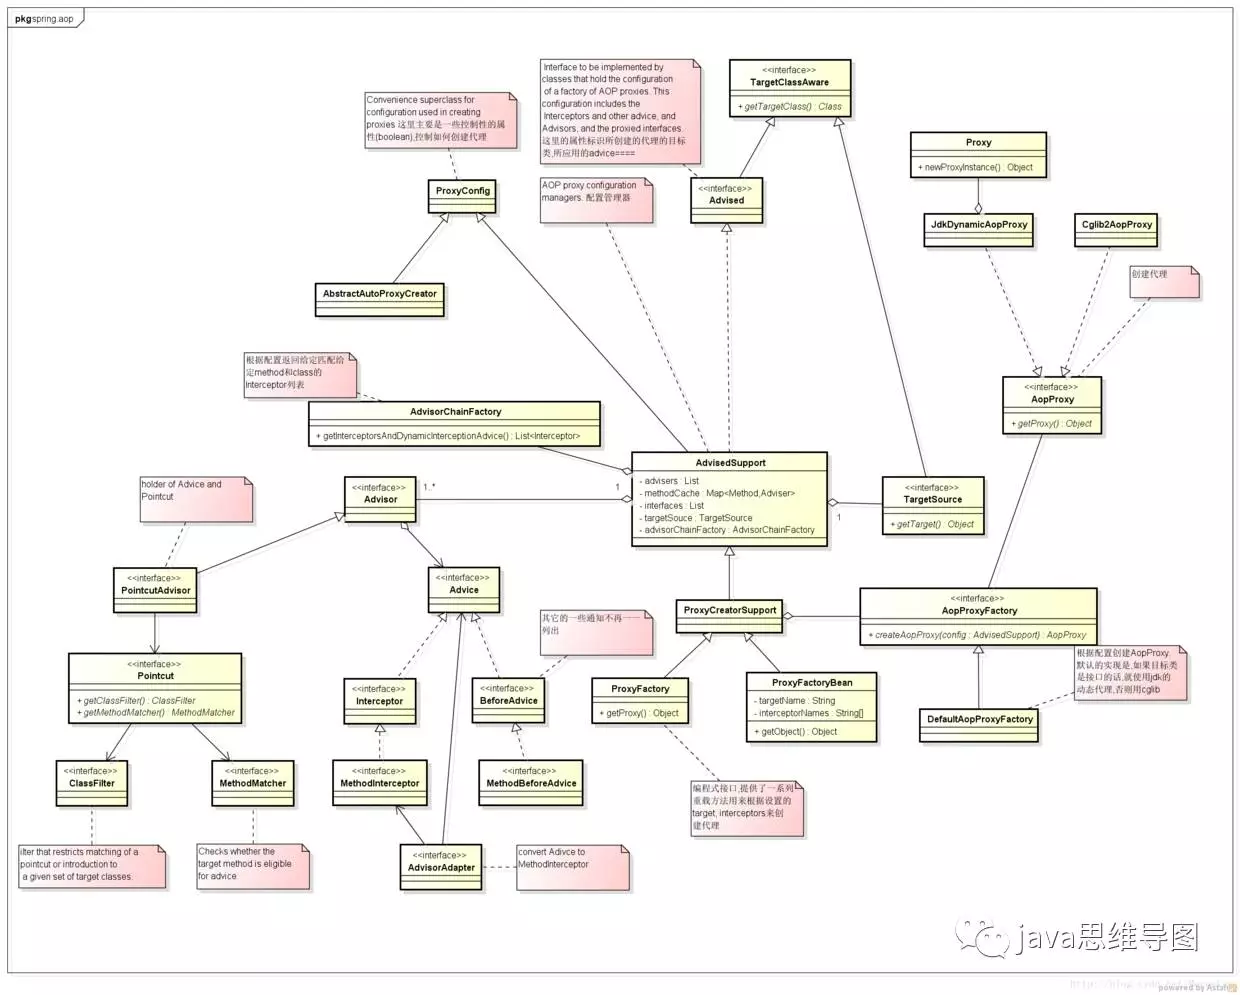 pkg spring.aop
Interface to be implemented by
classes that hold the configuration
of a factory of AOP proxies. This
configuration includes the
Interceptors and other advice, and
Advisors, and the proxied interfaces.
这里的属性标识所创建的代理的目标
类,所应用的advice====
<<interface>>
TargetClassAware
+ getTargetClass() : Class
Convenience superclass for
configuration used in creating
proxies 这里主要是一些控制性的属
性(boolean),控制如何创建代理
Proxy
+ newProxyInstance() : Object
ProxyConfig
AOP proxy configuration
managers. 配置管理器
<<interface>>
Advised
JdkDynamicAopProxy
Cglib2AopProxy
创建代理
AbstractAutoProxyCreator
根据配置返回给定匹配给
定method和class的
Interceptor列表
<<interface>>
AopProxy
+ getProxy() : Object
AdvisorChainFactory
+ getInterceptorsAndDynamicInterceptionAdvice() : List<Interceptor>
AdvisedSupport
- advisers : List
- methodCache : Map<Method,Adviser>
- interfaces : List
- targetSouce : TargetSource
- advisorChainFactory : AdvisorChainFactory
holder of Advice and
Pointcut
<<interface>>
Advisor
1..*
1
<<interface>>
TargetSource
+ getTarget() : Object
1
<<interface>>
PointcutAdvisor
<<interface>>
Advice
ProxyCreatorSupport
<<interface>>
AopProxyFactory
+ createAopProxy(config : AdvisedSupport) : AopProxy
其它的一些通知不再一一
列出
根据配置创建AopProxy.
默认的实现是,如果目标类
是接口的话,就使用jdk的
动态代理,否则用cglib
<<interface>>
Pointcut
+ getClassFilter() : ClassFilter
+ getMethodMatcher() : MethodMatcher
<<interface>>
Interceptor
<<interface>>
BeforeAdvice
ProxyFactory
+ getProxy() : Object
ProxyFactoryBean
- targetName : String
- interceptorNames : String[]
+ getObject() : Object
DefaultAopProxyFactory
<<interface>>
ClassFilter
<<interface>>
MethodMatcher
<<interface>>
MethodInterceptor
<<interface>>
MethodBeforeAdvice
编程式接口,提供了一系列
重载方法用来根据设置的
target, interceptors来创
建代理
ilter that restricts matching of a
pointcut or introduction to
a given set of target classes.
Checks whether the
target method is eligible
for advice
<<interface>>
AdvisorAdapter
convert Adivce to
MethodInterceptor
java思维导图
powered by Astah